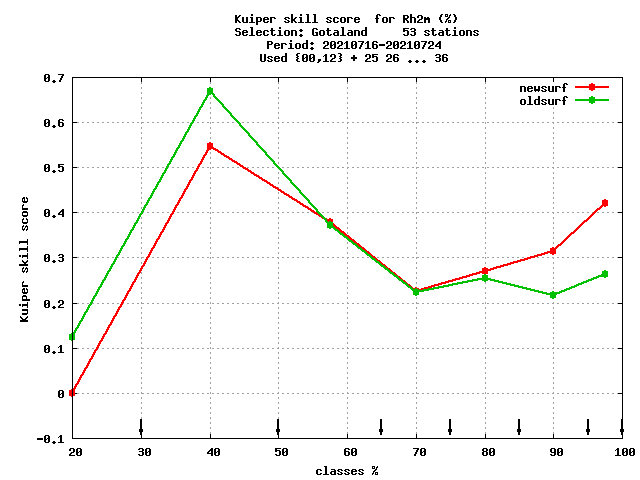 Kuiper skill score for Rh2m (%)
Selection: Gotaland 53 stations
Period: 20210716-20210724
Used {00,12} + 25 26 ... 36
newsurf
oldsurf
Kuiper skill score
0.7
0.6
0.5
0.4
0.3
0.2
0.1
0
-0.1
20 30 40 50 60 70 80 90 100
classes %